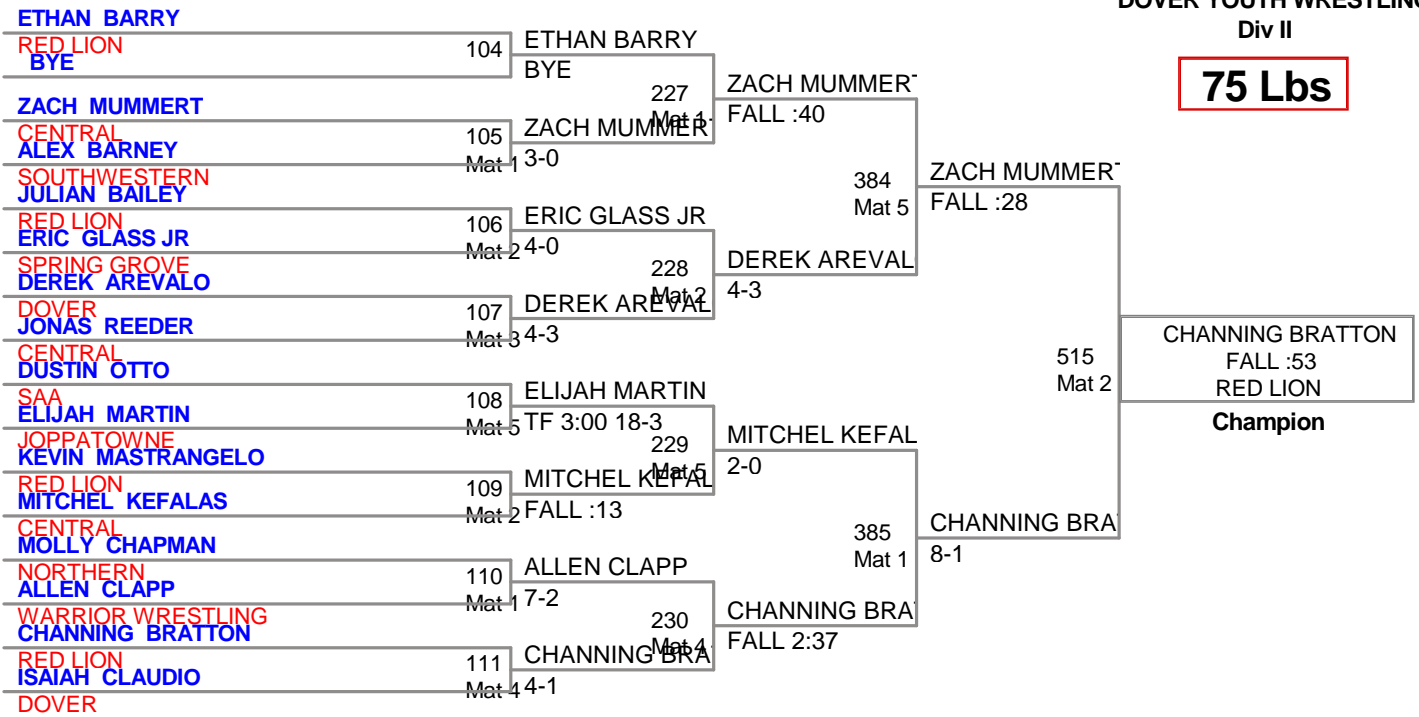 DOVER YOUTH WRESTLING
Div II
75 Lbs
ETHAN BARRY
RED LION
BYE
ZACH MUMMERT
CENTRAL
ALEX BARNEY
SOUTHWESTERN
JULIAN BAILEY
RED LION
ERIC GLASS JR
SPRING GROVE
DEREK AREVALO
DOVER
JONAS REEDER
CENTRAL
DUSTIN OTTO
SAA
ELIJAH MARTIN
JOPPATOWNE
KEVIN MASTRANGELO
RED LION
MITCHEL KEFALAS
CENTRAL
MOLLY CHAPMAN
NORTHERN
ALLEN CLAPP
WARRIOR WRESTLING
CHANNING BRATTON
RED LION
ISAIAH CLAUDIO
DOVER
104
ETHAN BARRY
BYE
105
Mat 1
ZACH MUMMER
3-0
106
Mat 2
ERIC GLASS JR
4-0
107
Mat 3
DEREK AREVAL
4-3
108
Mat 5
ELIJAH MARTIN
TF 3:00 18-3
109
Mat 2
MITCHEL KEFAL
FALL :13
110
Mat 1
ALLEN CLAPP
7-2
111
Mat 4
CHANNING BRA
4-1
227
Mat 1
ZACH MUMMERT
FALL :40
228
Mat 2
DEREK AREVAL
4-3
229
Mat 5
MITCHEL KEFAL
2-0
230
Mat 4
CHANNING BRA
FALL 2:37
384
Mat 5
ZACH MUMMERT
FALL :28
385
Mat 1
CHANNING BRA
8-1
515
Mat 2
CHANNING BRATTON
FALL :53
RED LION
Champion